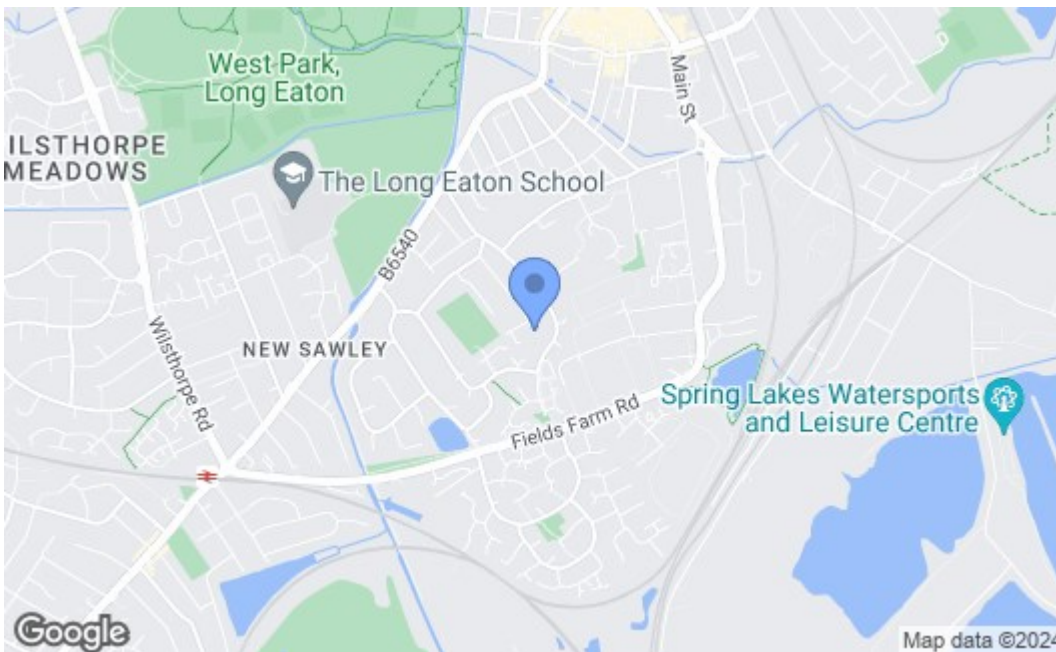 West Park,
Long Eaton
Main St
ILSTHORPE
MEADOWS
The Long Eaton School
B6540
Wilsthorpe Rd
NEW SAWLEY
Spring Lakes Watersports
and Leisure Centre
Fields Farm Rd
Google
Map data ©2024